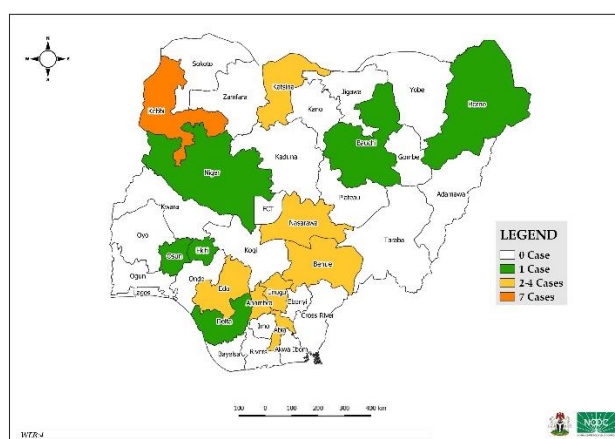 N
Sokoto
Katsina
Jigawa
Yobe
Borno
Kebbi
Zamfara
Kano
Bauchi
Gombe
Niger
Kaduna
Adamawa
Plateau
Kwara
FCT
Nasarawa
Oyo
Taraba
Osun
Ekiti
Kogi
Benue
Ogun
Ondo
Edo
Lagos
Enugu
Anambra
Ebonyi
Cross River
Delta
Imo
Abia
Bayelsa
Rivers
Akwa Ibom
LEGEND
0 Case
1 Case
2-4 Cases
7 Cases
100 0 100 200 300 400 km
NCDC